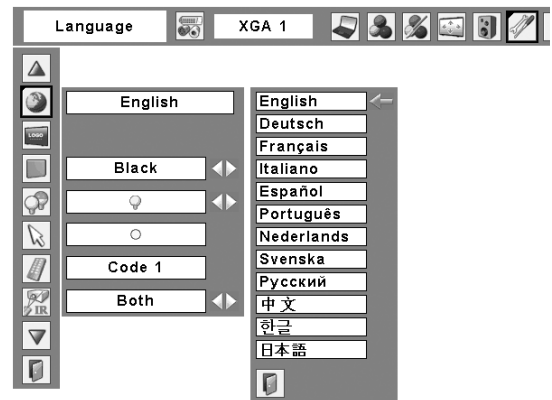 Language
XGA 1
LOGO
English
Black
Code 1
IR
Both
English
Deutsch
Français
Italiano
Español
Português
Nederlands
Svenska
Русский
中文
한글
日本語